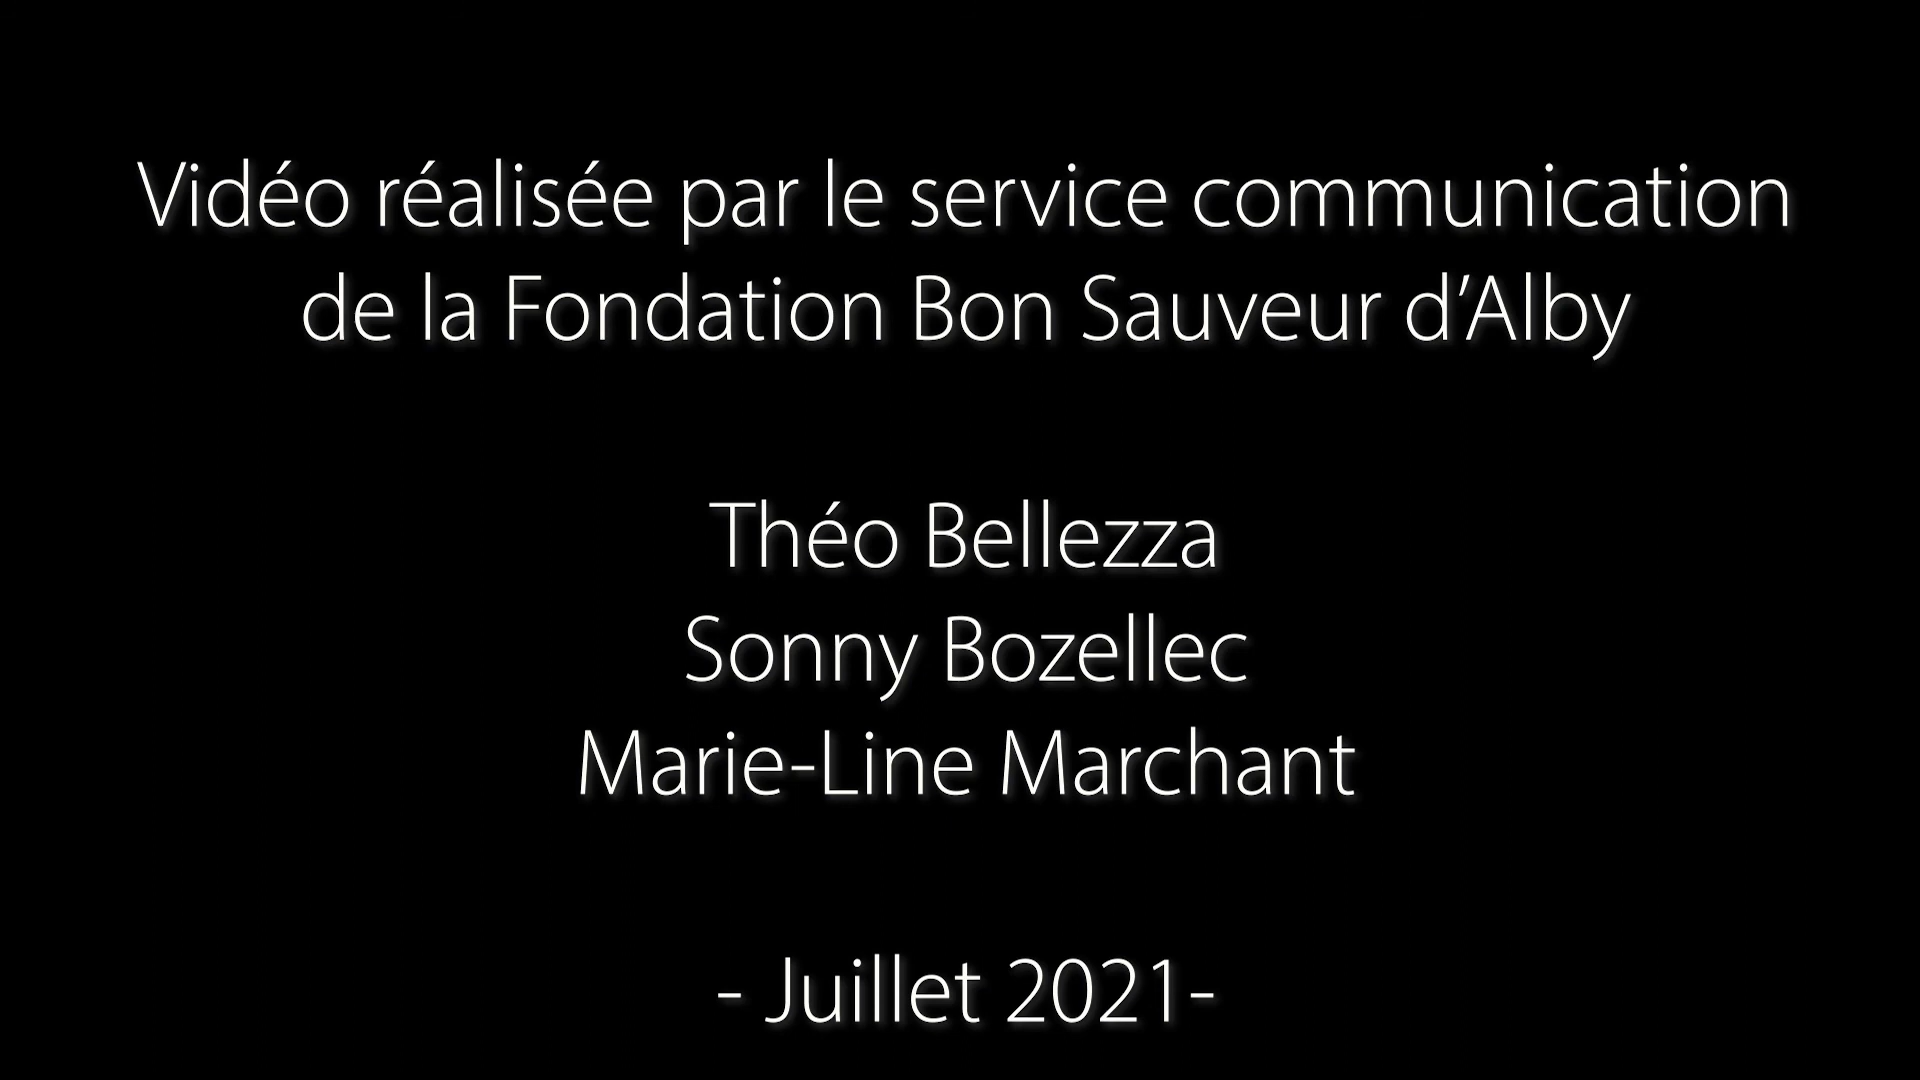 Vidéo réalisée par le service communication
de la Fondation Bon Sauveur d’Alby
Théo Bellezza
Sonny Bozellec
Marie-Line Marchant
- Juillet 2021-